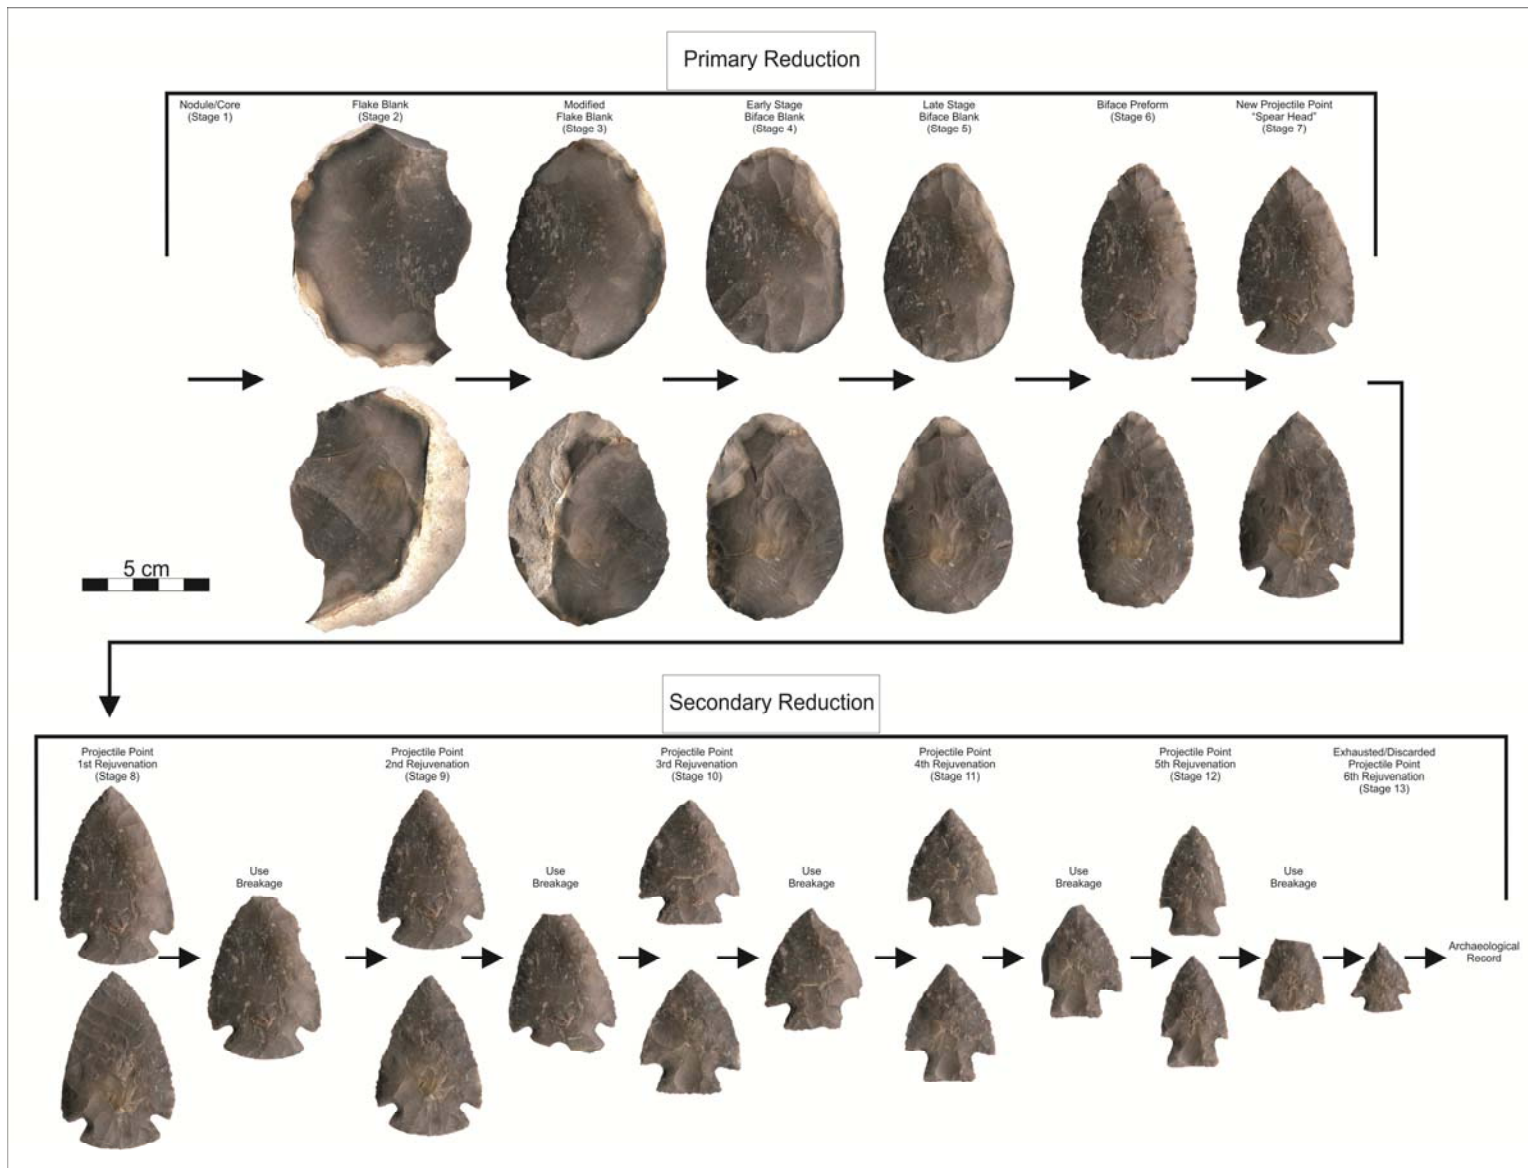 Primary Reduction
Nodule/Core
(Stage 1)
Flake Blank
(Stage 2)
Modified
Flake Blank
(Stage 3)
Early Stage
Biface Blank
(Stage 4)
Late Stage
Biface Blank
(Stage 5)
Biface Preform
(Stage 6)
New Projectile Point
"Spear Head"
(Stage 7)
5 cm
Secondary Reduction
Projectile Point
1st Rejuvenation
(Stage 8)
Use
Breakage
Projectile Point
2nd Rejuvenation
(Stage 9)
Use
Breakage
Projectile Point
3rd Rejuvenation
(Stage 10)
Use
Breakage
Projectile Point
4th Rejuvenation
(Stage 11)
Use
Breakage
Projectile Point
5th Rejuvenation
(Stage 12)
Use
Breakage
Exhausted/Discarded
Projectile Point
6th Rejuvenation
(Stage 13)
Archaeological
Record